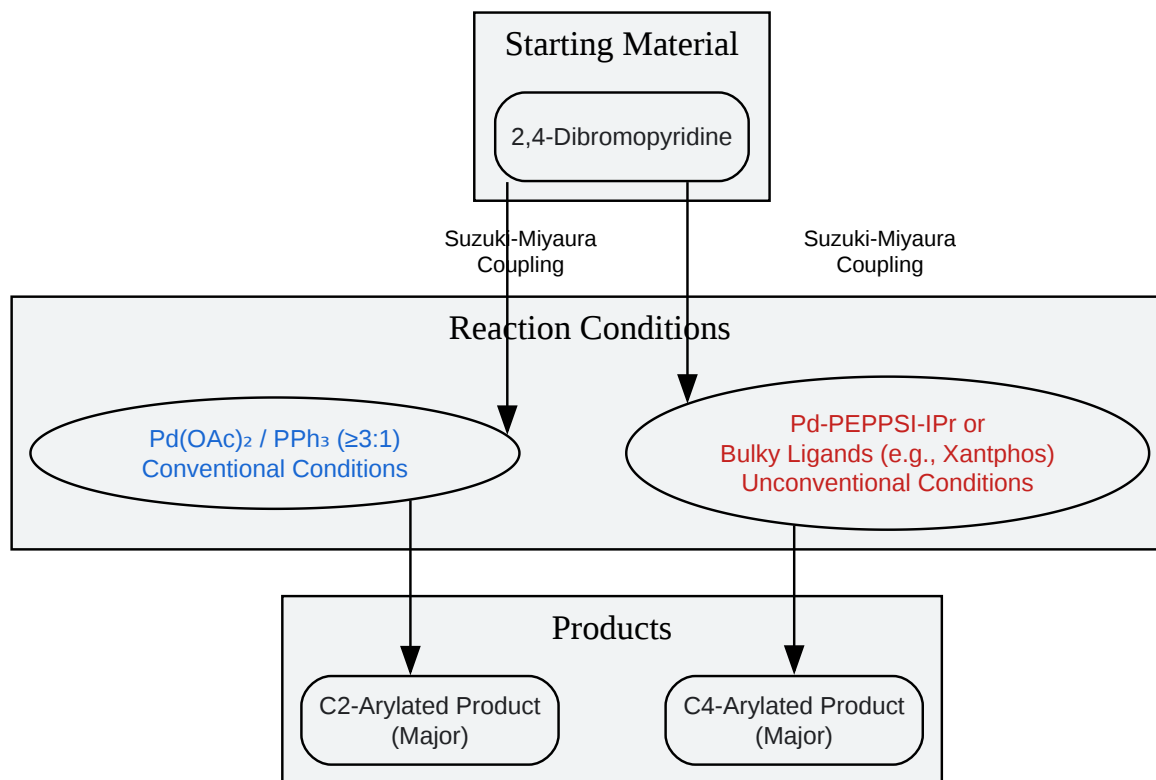 Starting Material
2,4-Dibromopyridine
Suzuki-Miyaura
Coupling
Suzuki-Miyaura
Coupling
Reaction Conditions
Pd(OAc)₂ / PPh₃ (≥3:1)
Conventional Conditions
Pd-PEPPSI-IPr or
Bulky Ligands (e.g., Xantphos)
Unconventional Conditions
Products
C2-Arylated Product
(Major)
C4-Arylated Product
(Major)